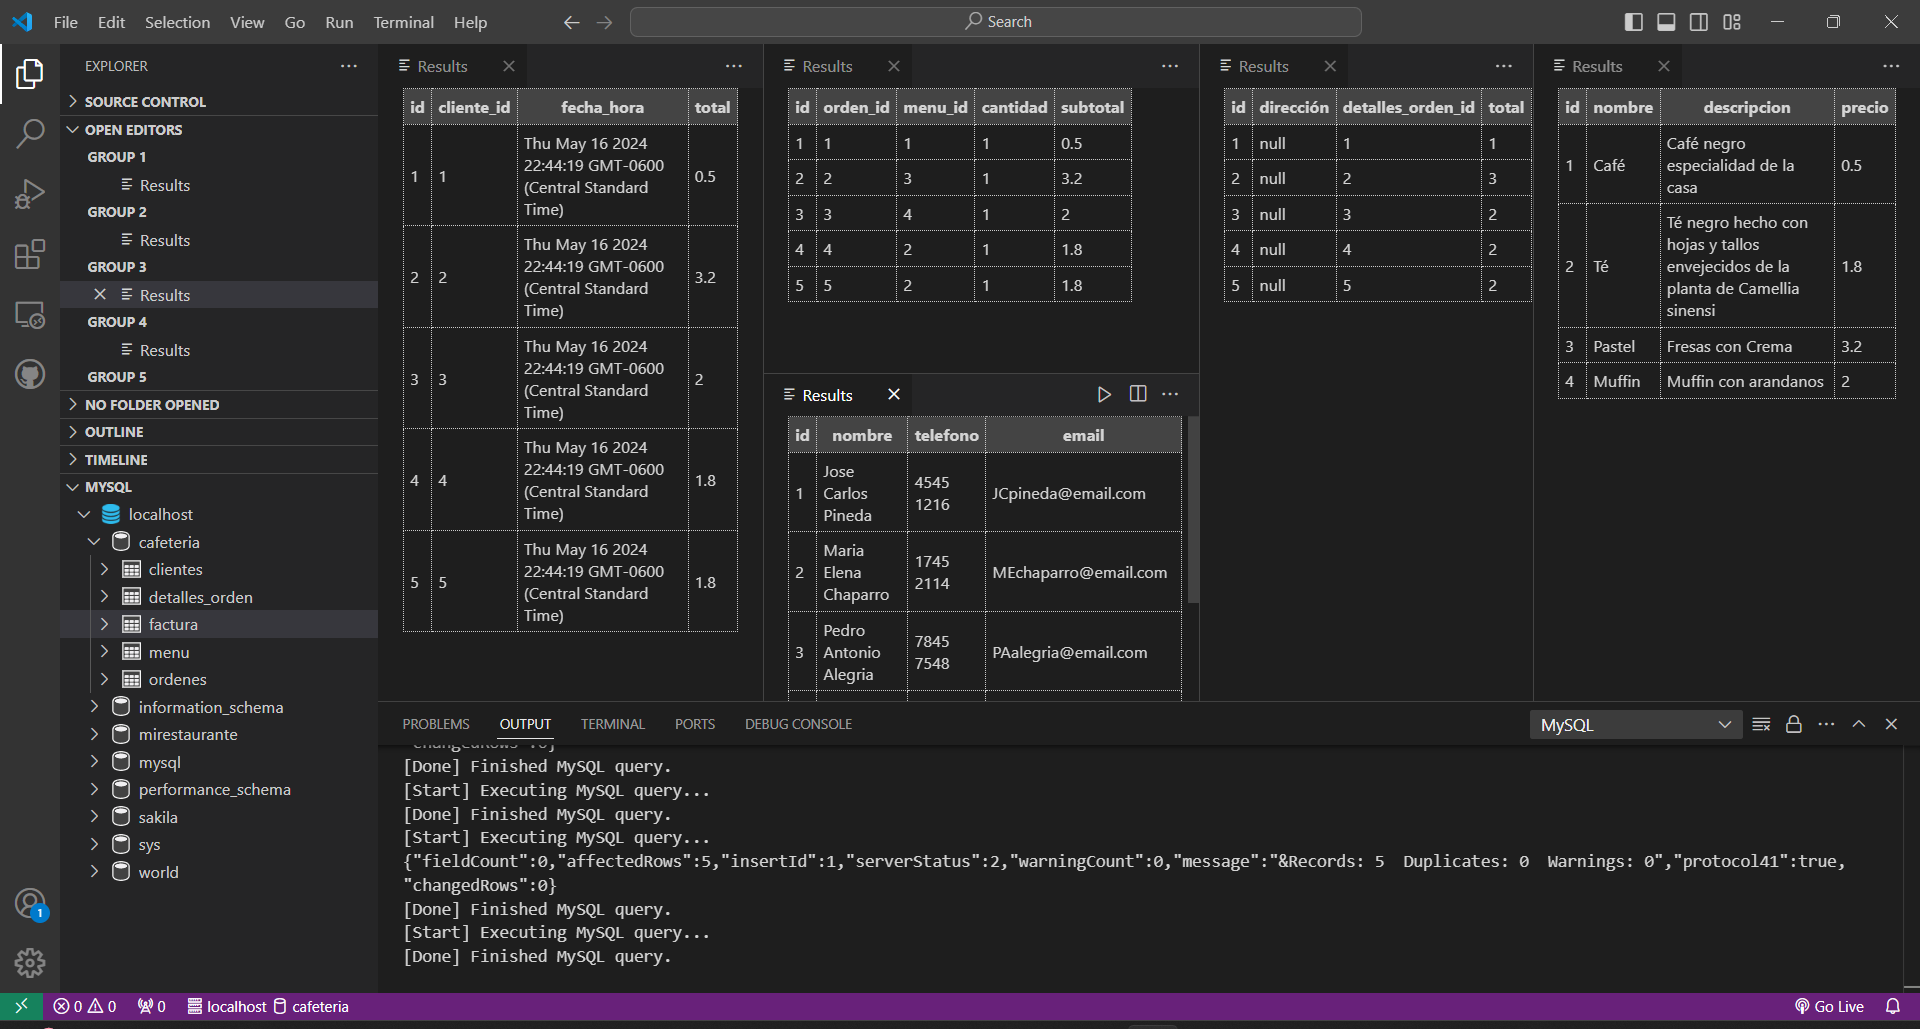 File Edit Selection View Go Run Terminal Help Search
EXPLORER
SOURCE CONTROL
OPEN EDITORS
GROUP 1
Results
GROUP 2
Results
GROUP 3
Results
GROUP 4
Results
GROUP 5
NO FOLDER OPENED
OUTLINE
TIMELINE
MYSQL
localhost
cafeteria
clientes
detalles_orden
factura
menu
ordenes
information_schema
mirestaurante
mysql
performance_schema
sakila
sys
world
1
Results
id cliente_id fecha_hora total
1 1 Thu May 16 2024 22:44:19 GMT-0600 (Central Standard Time) 0.5
2 2 Thu May 16 2024 22:44:19 GMT-0600 (Central Standard Time) 3.2
3 3 Thu May 16 2024 22:44:19 GMT-0600 (Central Standard Time) 2
4 4 Thu May 16 2024 22:44:19 GMT-0600 (Central Standard Time) 1.8
5 5 Thu May 16 2024 22:44:19 GMT-0600 (Central Standard Time) 1.8
Results
id orden_id menu_id cantidad subtotal
1 1 1 1 0.5
2 2 3 1 3.2
3 3 4 1 2
4 4 2 1 1.8
5 5 2 1 1.8
Results
id nombre telefono email
1 Jose Carlos Pineda 4545 1216 JCpineda@email.com
2 Maria Elena Chaparro 1745 2114 MEchaparro@email.com
3 Pedro Antonio Alegria 7845 7548 PAalegria@email.com
Results
id dirección detalles_orden_id total
1 null 1 1
2 null 2 3
3 null 3 2
4 null 4 2
5 null 5 2
Results
id nombre descripcion precio
1 Café Café negro especialidad de la casa 0.5
2 Té Té negro hecho con hojas y tallos envejecidos de la planta de Camellia sinensi 1.8
3 Pastel Fresas con Crema 3.2
4 Muffin Muffin con arandanos 2
PROBLEMS OUTPUT TERMINAL PORTS DEBUG CONSOLE MySQL
"changedRows":0}
[Done] Finished MySQL query.
[Start] Executing MySQL query...
[Done] Finished MySQL query.
[Start] Executing MySQL query...
{"fieldCount":0,"affectedRows":5,"insertId":1,"serverStatus":2,"warningCount":0,"message":"&Records: 5  Duplicates: 0  Warnings: 0","protocol41":true,
"changedRows":0}
[Done] Finished MySQL query.
[Start] Executing MySQL query...
[Done] Finished MySQL query.
0 0 0 localhost cafeteria Go Live